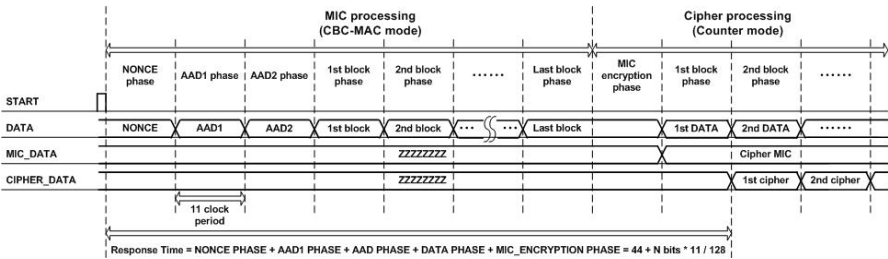 MIC processing
(CBC-MAC mode)
Cipher processing
(Counter mode)
NONCE
phase
AAD1 phase
AAD2 phase
1st block
phase
2nd block
phase
······
Last block
phase
MIC
encryption
phase
1st block
phase
2nd block
phase
······
START
DATA
NONCE
AAD1
AAD2
1st block
2nd block
···
···
Last block
1st DATA
2nd DATA
······
MIC_DATA
ZZZZZZZZ
Cipher MIC
CIPHER_DATA
ZZZZZZZZ
1st cipher
2nd cipher
11 clock
period
Response Time = NONCE PHASE + AAD1 PHASE + AAD PHASE + DATA PHASE + MIC_ENCRYPTION PHASE = 44 + N bits * 11 / 128